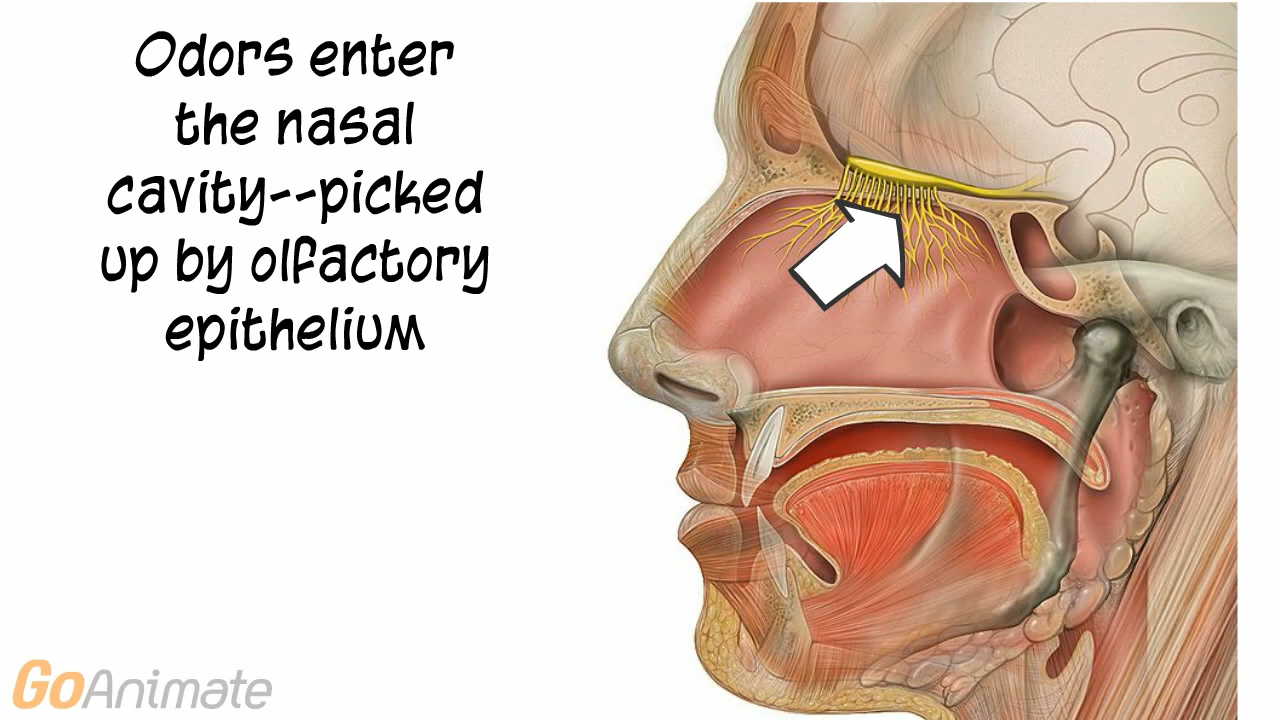 Odors enter
the nasal
cavity--picked
up by olfactory
epithelium
GoAnimate